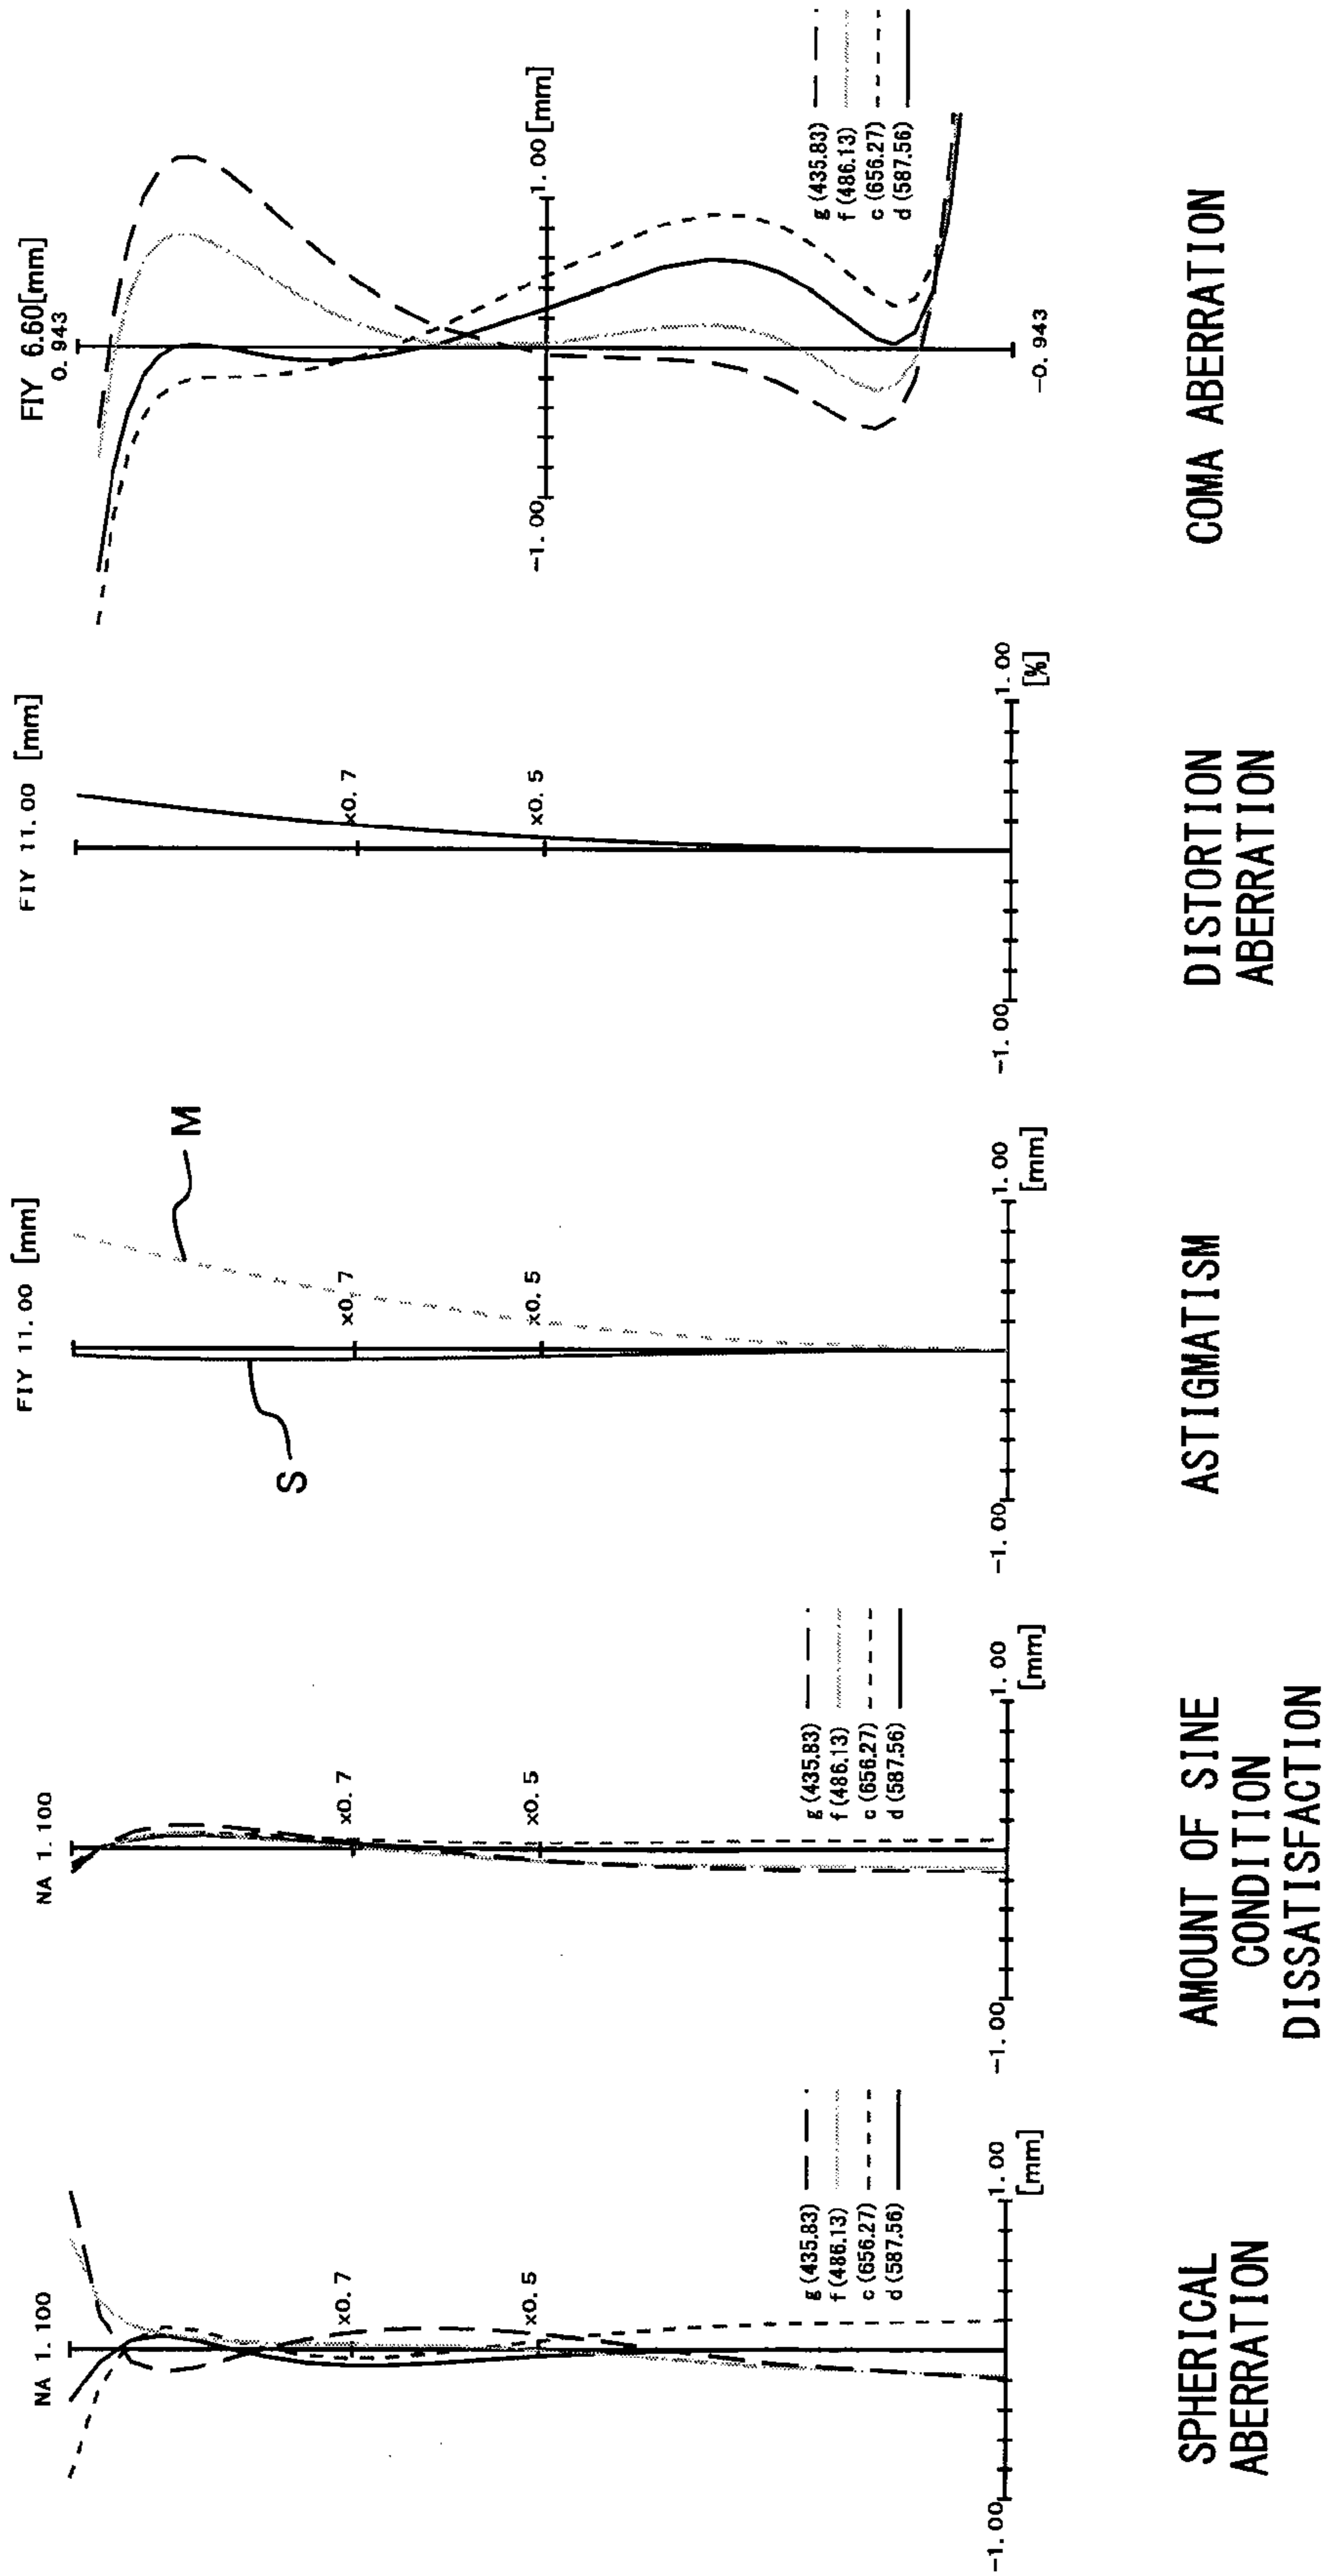 NA 1.100
x0.7
x0.5
g (435.83)
f (486.13)
c (656.27)
d (587.56)
-1.00
1.00
[mm]
SPHERICAL
ABERRATION
NA 1.100
x0.7
x0.5
g (435.83)
f (486.13)
c (656.27)
d (587.56)
-1.00
1.00
[mm]
AMOUNT OF SINE
CONDITION
DISSATISFACTION
FIY 11.00 [mm]
S
M
x0.7
x0.5
-1.00
1.00
[mm]
ASTIGMATISM
FIY 11.00 [mm]
x0.7
x0.5
-1.00
1.00
[%]
DISTORTION
ABERRATION
FIY 6.60[mm]
0.943
-1.00
1.00[mm]
g (435.83)
f (486.13)
c (656.27)
d (587.56)
-0.943
COMA ABERRATION